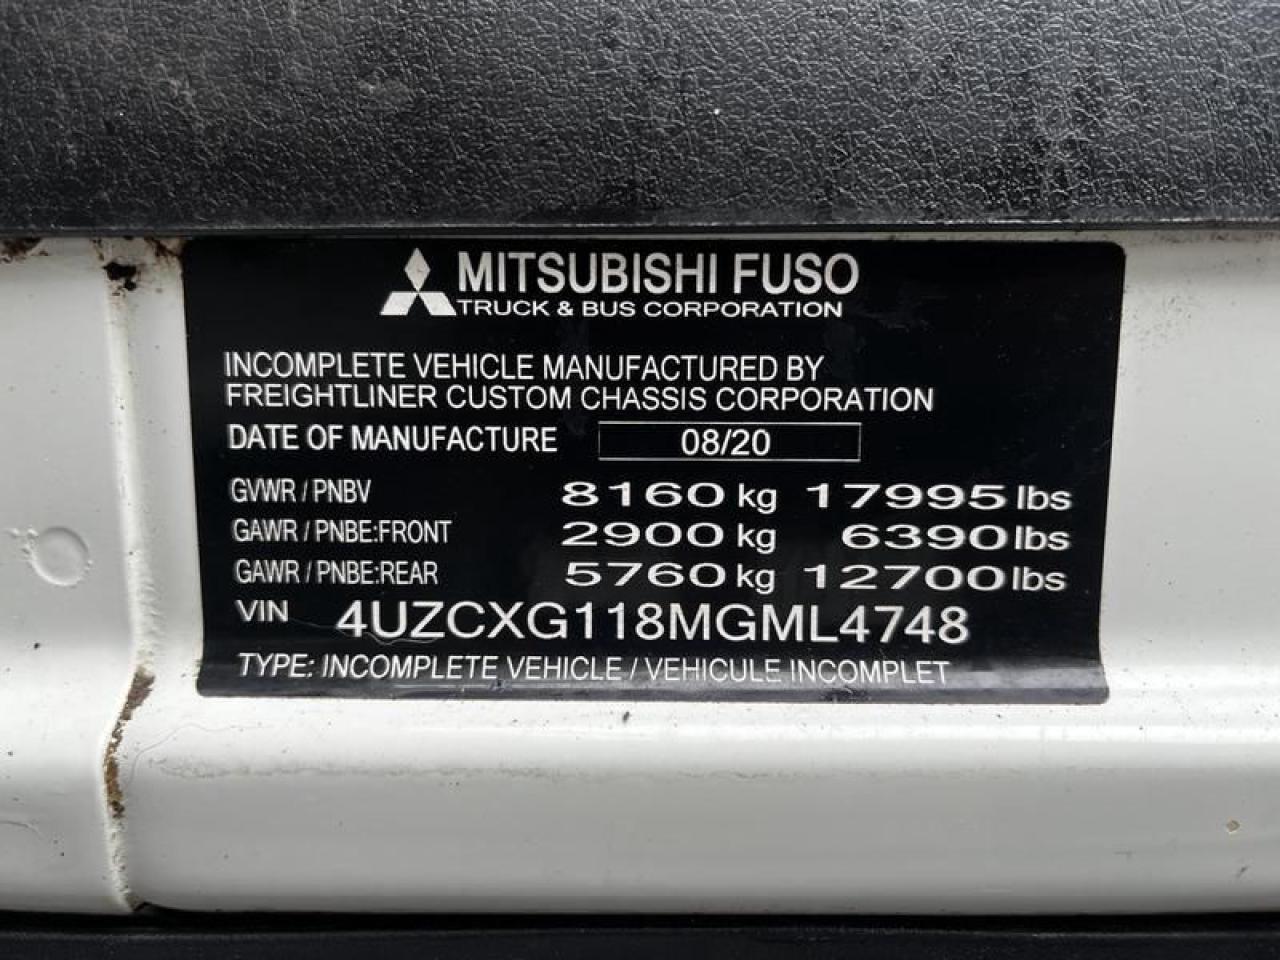 MITSUBISHI FUSO
TRUCK & BUS CORPORATION
INCOMPLETE VEHICLE MANUFACTURED BY
FREIGHTLINER CUSTOM CHASSIS CORPORATION
DATE OF MANUFACTURE 08/20
GVWR / PNBV 8160 kg 17995 lbs
GAWR / PNBE:FRONT 2900 kg 6390 lbs
GAWR / PNBE:REAR 5760 kg 12700 lbs
VIN 4UZCXG118MGML4748
TYPE: INCOMPLETE VEHICLE / VEHICULE INCOMPLET